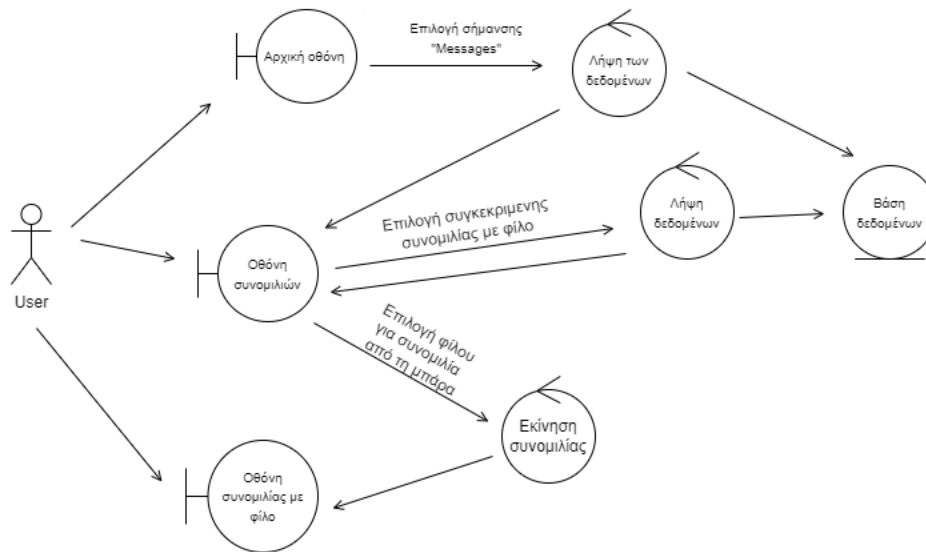 Επιλογή σήμανσης
"Messages"
Αρχική οθόνη
Λήψη των
δεδομένων
Λήψη
δεδομένων
Βάση
δεδομένων
Επιλογή συγκεκριμενης
συνομιλίας με φίλο
User
Οθόνη
συνομιλιών
Επιλογή φίλου
για συνομιλία
από τη μπάρα
Εκίνηση
συνομιλίας
Οθόνη
συνομιλίας με
φίλο